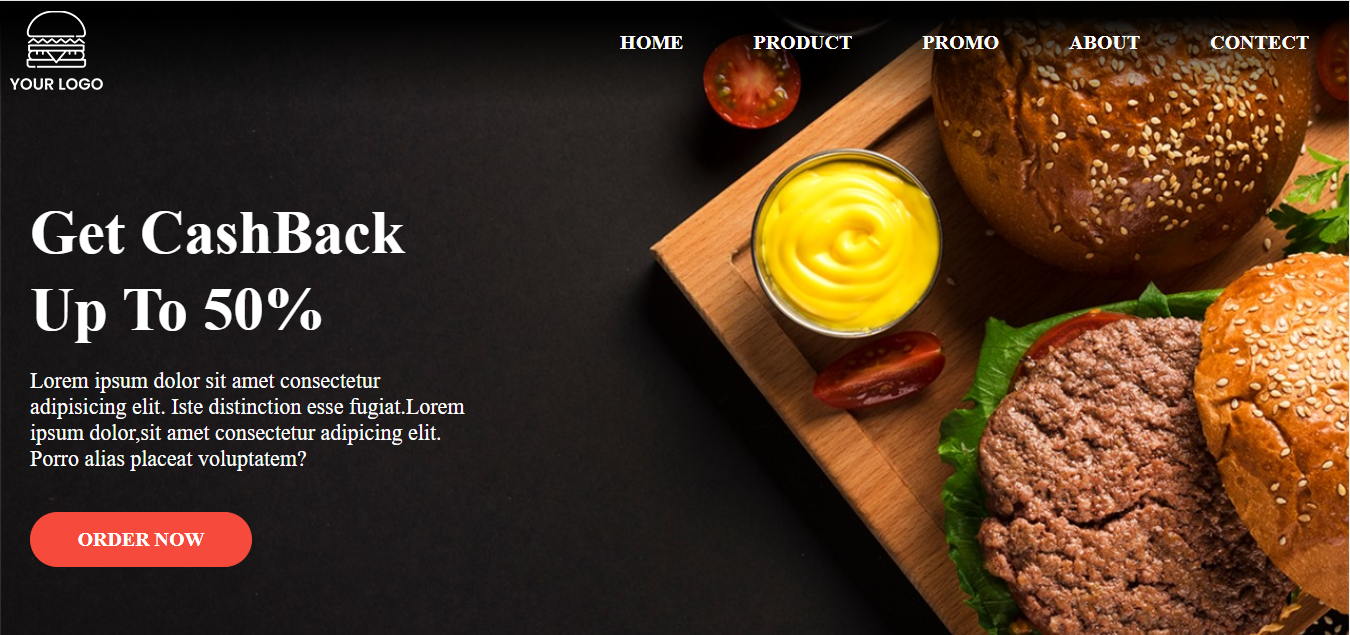 YOUR LOGO
HOME PRODUCT PROMO ABOUT CONTECT
Get CashBack
Up To 50%
Lorem ipsum dolor sit amet consectetur
adipisicing elit. Iste distinction esse fugiat.Lorem
ipsum dolor,sit amet consectetur adipicing elit.
Porro alias placeat voluptatem?
ORDER NOW